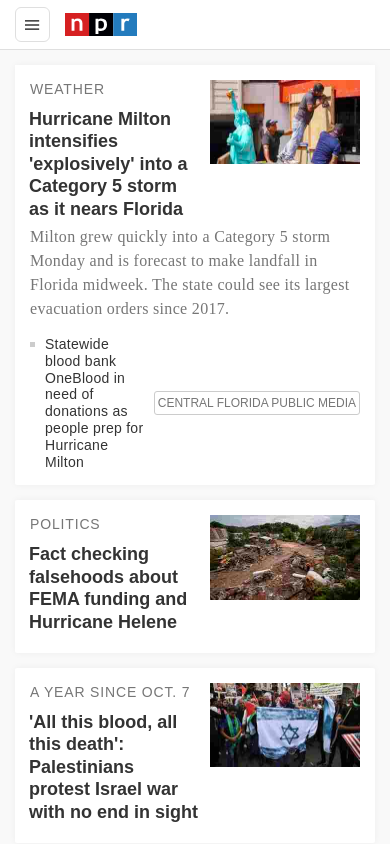 npr
WEATHER
Hurricane Milton
intensifies
'explosively' into a
Category 5 storm
as it nears Florida
Milton grew quickly into a Category 5 storm
Monday and is forecast to make landfall in
Florida midweek. The state could see its largest
evacuation orders since 2017.
Statewide
blood bank
OneBlood in
need of
donations as
people prep for
Hurricane
Milton
CENTRAL FLORIDA PUBLIC MEDIA
POLITICS
Fact checking
falsehoods about
FEMA funding and
Hurricane Helene
A YEAR SINCE OCT. 7
'All this blood, all
this death':
Palestinians
protest Israel war
with no end in sight